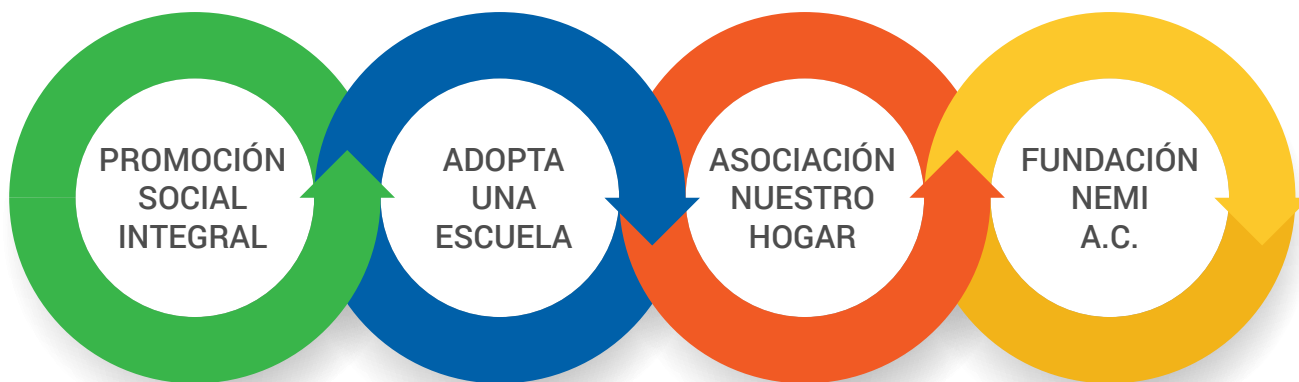 PROMOCIÓN
SOCIAL
INTEGRAL
ADOPTA
UNA
ESCUELA
ASOCIACIÓN
NUESTRO
HOGAR
FUNDACIÓN
NEMI
A.C.